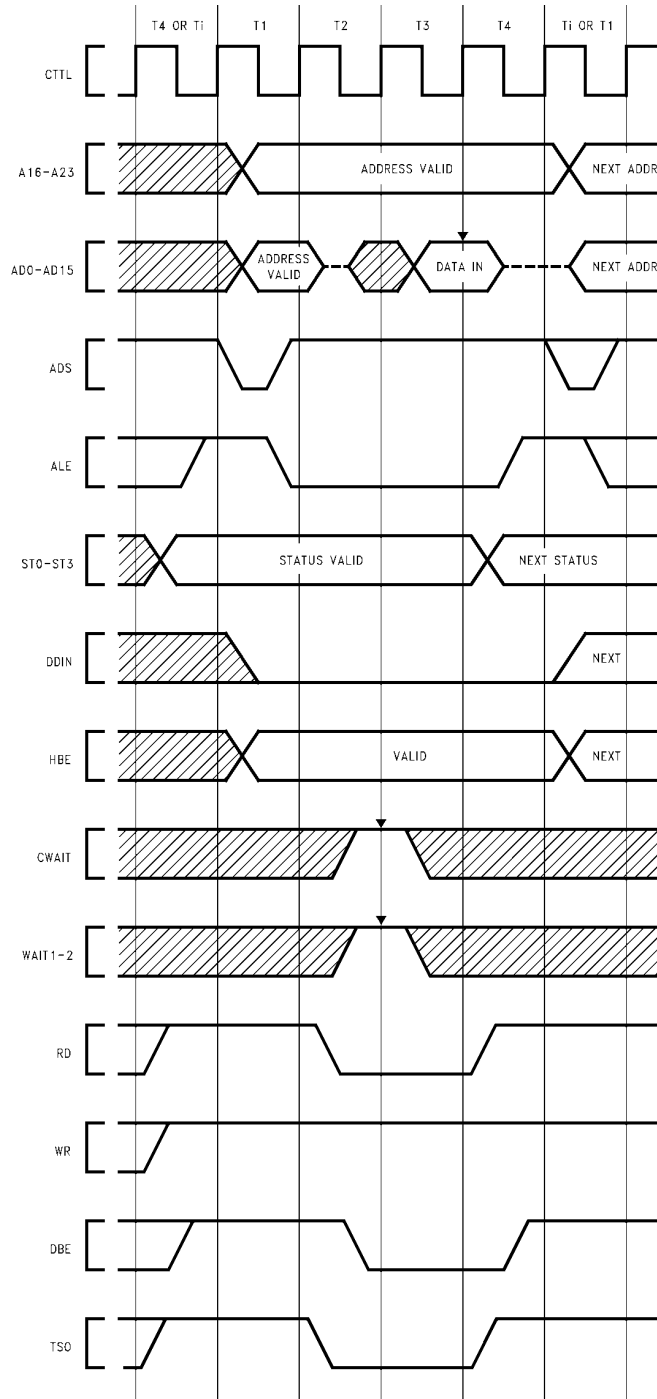 T4 OR Ti T1 T2 T3 T4 Ti OR T1
CTTL
A16-A23 ADDRESS VALID NEXT ADDR
AD0-AD15 ADDRESS VALID DATA IN NEXT ADDR
ADS
ALE
ST0-ST3 STATUS VALID NEXT STATUS
DDIN NEXT
HBE VALID NEXT
CWAIT
WAIT1-2
RD
WR
DBE
TSO